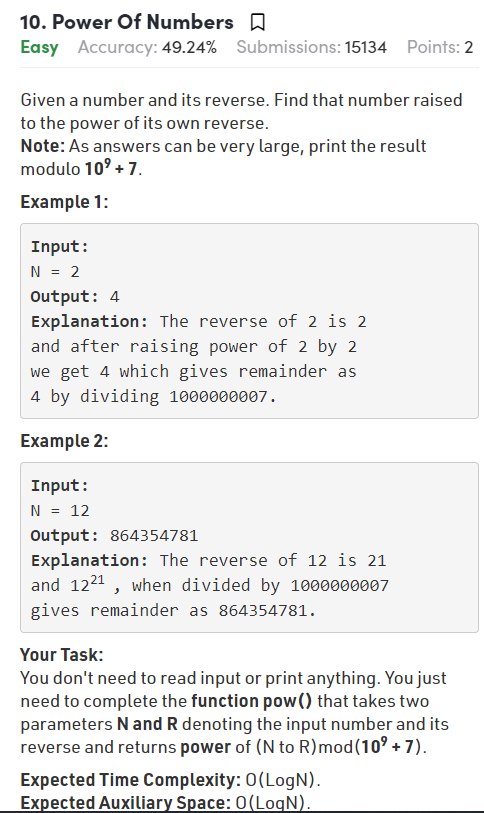 10. Power Of Numbers
Easy Accuracy: 49.24% Submissions: 15134 Points: 2
Given a number and its reverse. Find that number raised
to the power of its own reverse.
Note: As answers can be very large, print the result
modulo 10⁹ + 7.
Example 1:
Input:
N = 2
Output: 4
Explanation: The reverse of 2 is 2
and after raising power of 2 by 2
we get 4 which gives remainder as
4 by dividing 1000000007.
Example 2:
Input:
N = 12
Output: 864354781
Explanation: The reverse of 12 is 21
and 12²¹ , when divided by 1000000007
gives remainder as 864354781.
Your Task:
You don't need to read input or print anything. You just
need to complete the function pow() that takes two
parameters N and R denoting the input number and its
reverse and returns power of (N to R)mod(10⁹ + 7).
Expected Time Complexity: O(LogN).
Expected Auxiliary Space: O(LogN).